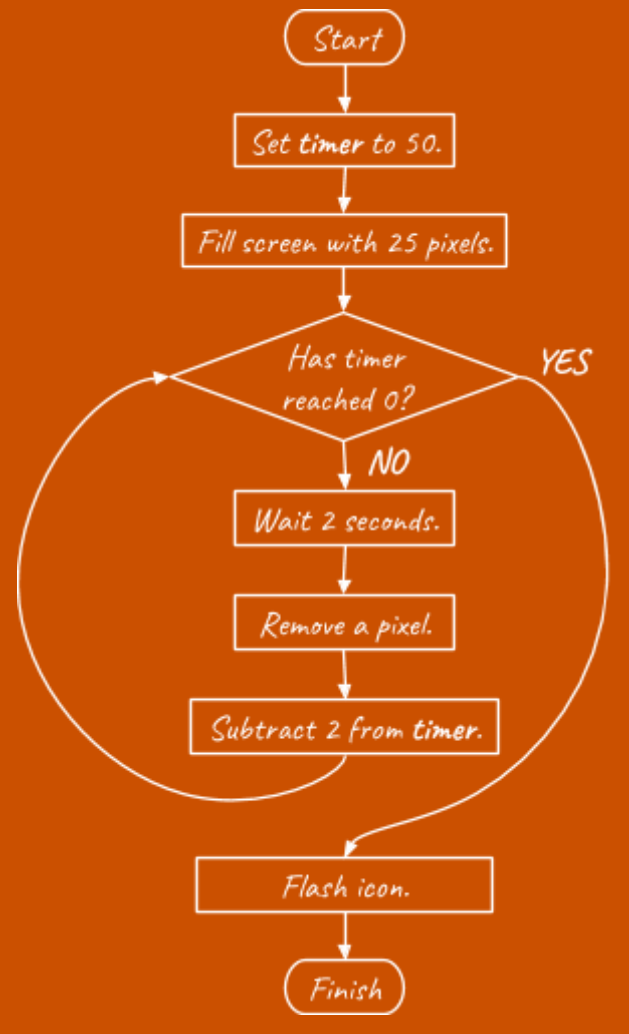 Start
Set timer to 50.
Fill screen with 25 pixels.
Has timer
reached 0?
YES
NO
Wait 2 seconds.
Remove a pixel.
Subtract 2 from timer.
Flash icon.
Finish